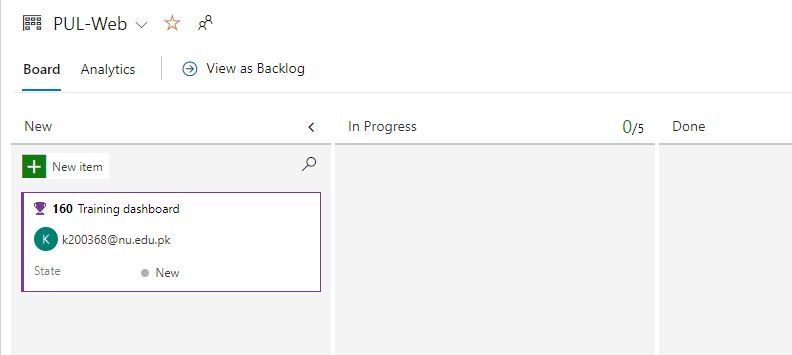 PUL-Web
Board Analytics View as Backlog
New
In Progress 0/5
Done
New item
160 Training dashboard
K k200368@nu.edu.pk
State New